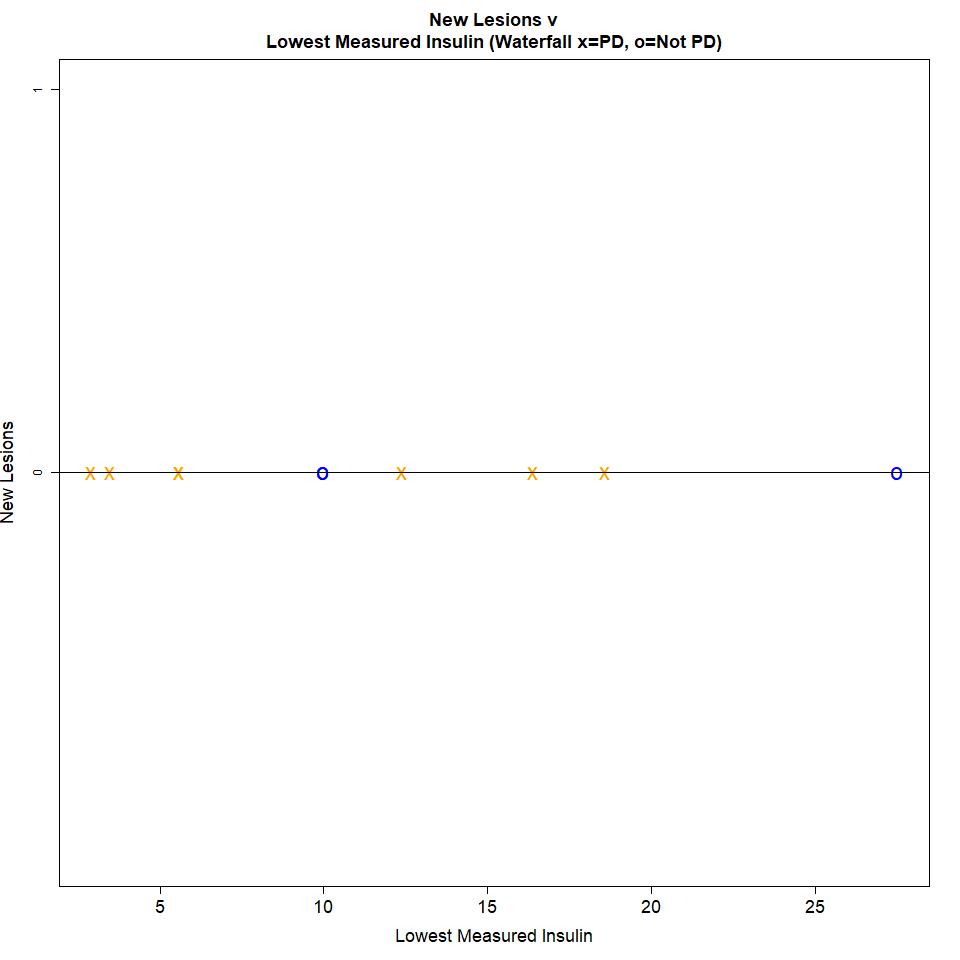 New Lesions v
Lowest Measured Insulin (Waterfall x=PD, o=Not PD)
1
0
New Lesions
x x x o x x x o
5 10 15 20 25
Lowest Measured Insulin